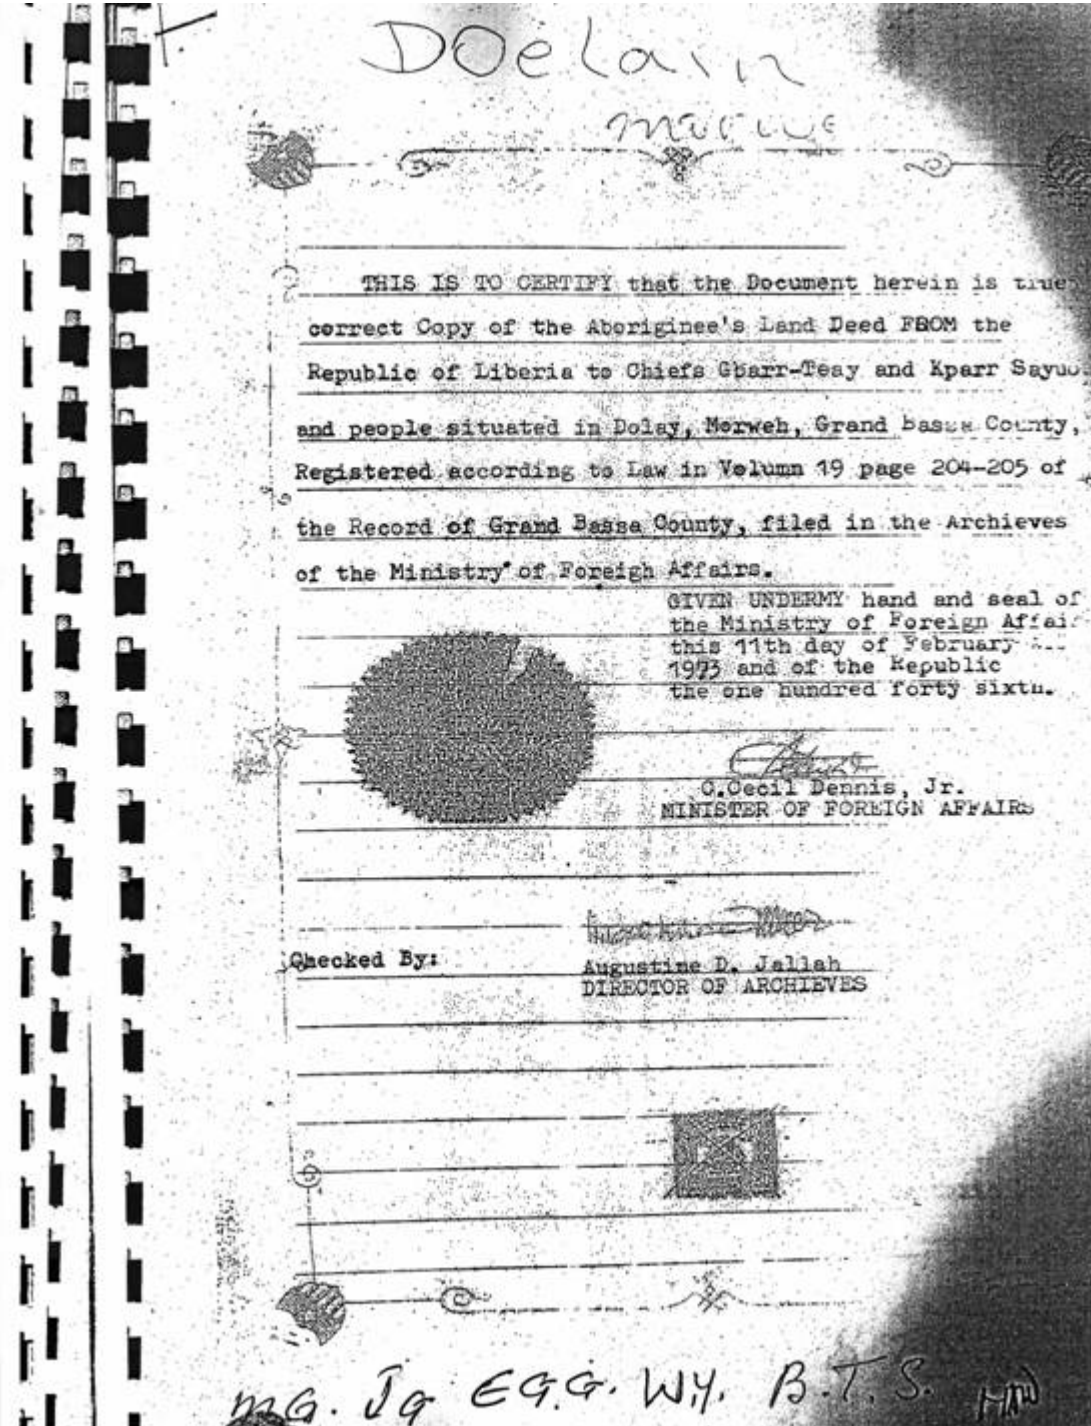 DOelain
THIS IS TO CERTIFY that the Document herein is true
correct Copy of the Aboriginee's Land Deed FROM the
Republic of Liberia to Chiefs Gbarr-Teay and Kparr
and people situated in Dolay, Morweh, Grand Bassa County,
Registered according to Law in Volumn 19 page 204-205 of
the Record of Grand Bassa County, filed in the Archieves
of the Ministry of Foreigh Affairs.
GIVEN UNDERMY hand and seal of
the Ministry of Foreign
this 11th day of February
1973 and of the Republic
the one hundred forty sixth.
C.Cecil Dennis, Jr.
MINISTER OF FOREIGN AFFAIRS
Checked By:
Augustine D. Jallah
DIRECTOR OF ARCHIEVES
MG. Jg EGG. W.Y. B.T.S.